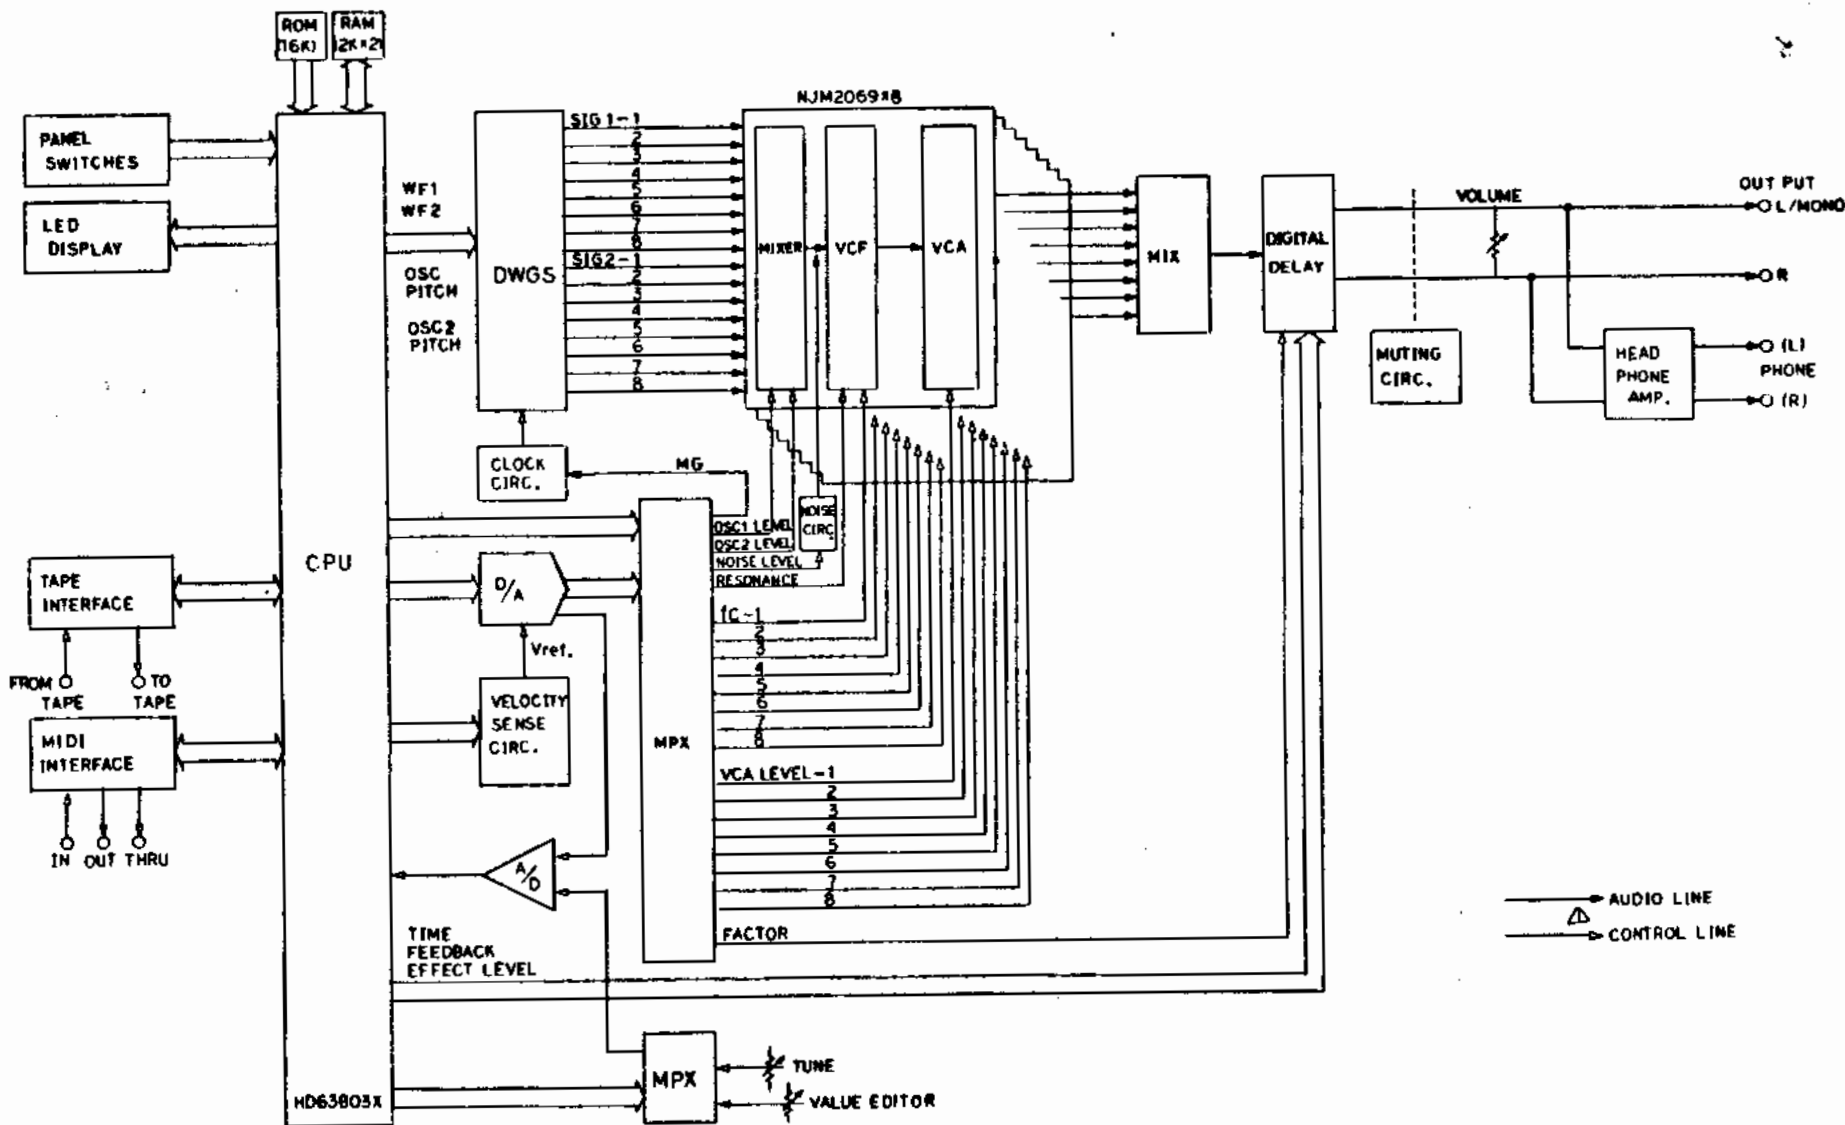 ROM
(16K)
RAM
(2K×2)
PANEL
SWITCHES
LED
DISPLAY
TAPE
INTERFACE
FROM
TAPE
TO
TAPE
MIDI
INTERFACE
IN
OUT
THRU
CPU
HD63803X
WF1
WF2
OSC
PITCH
OSC2
PITCH
DWGS
CLOCK
CIRC.
MG
D/A
Vref.
VELOCITY
SENSE
CIRC.
A/D
TIME
FEEDBACK
EFFECT LEVEL
SIG1-1
2
3
4
5
6
7
8
SIG2-1
2
3
4
5
6
7
8
NJM2069×8
MIXER
VCF
VCA
NOISE
CIRC.
MPX
OSC1 LEVEL
OSC2 LEVEL
NOISE LEVEL
RESONANCE
fC-1
2
3
4
5
6
7
8
VCA LEVEL-1
2
3
4
5
6
7
8
FACTOR
MPX
TUNE
VALUE EDITOR
MIX
DIGITAL
DELAY
VOLUME
MUTING
CIRC.
OUT PUT
L/MONO
R
HEAD
PHONE
AMP.
(L)
PHONE
(R)
AUDIO LINE
CONTROL LINE